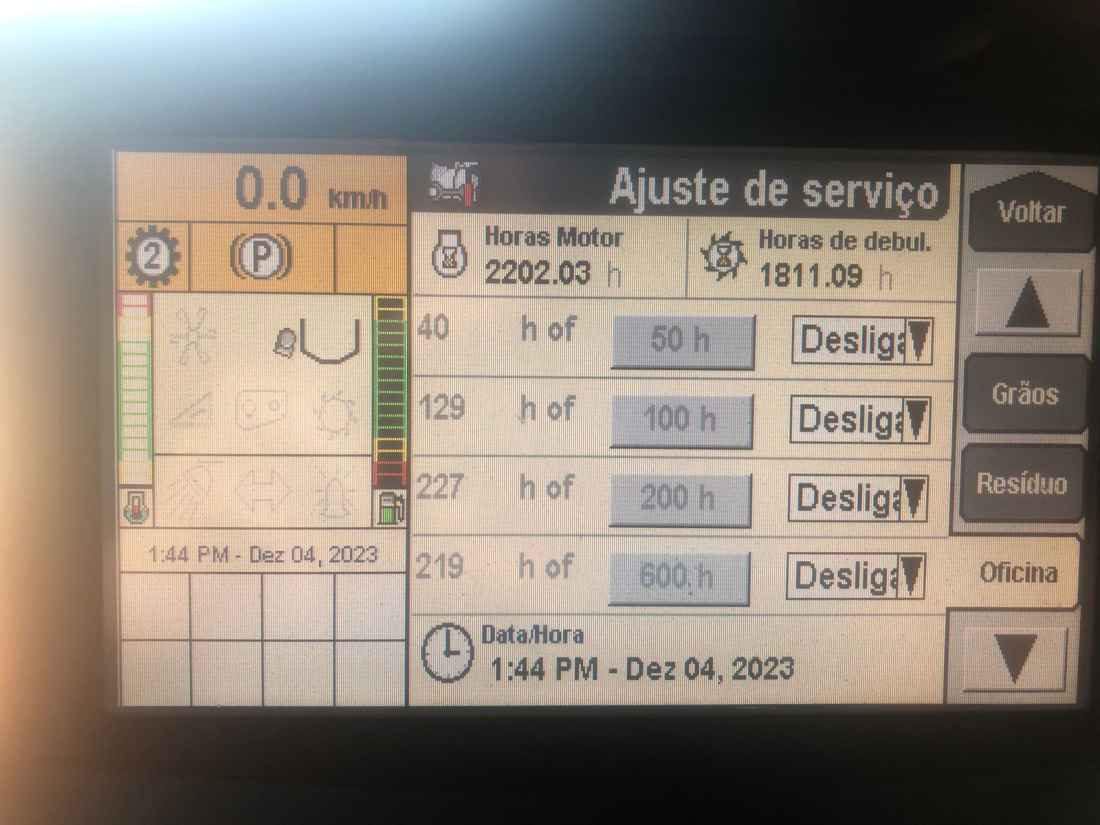 0.0 km/h
2
P
1:44 PM - Dez 04, 2023
Ajuste de serviço
Horas Motor
2202.03 h
Horas de debul.
1811.09 h
40 h of 50 h Desliga
129 h of 100 h Desliga
227 h of 200 h Desliga
219 h of 600 h Desliga
Data/Hora
1:44 PM - Dez 04, 2023
Voltar
Grãos
Resíduo
Oficina